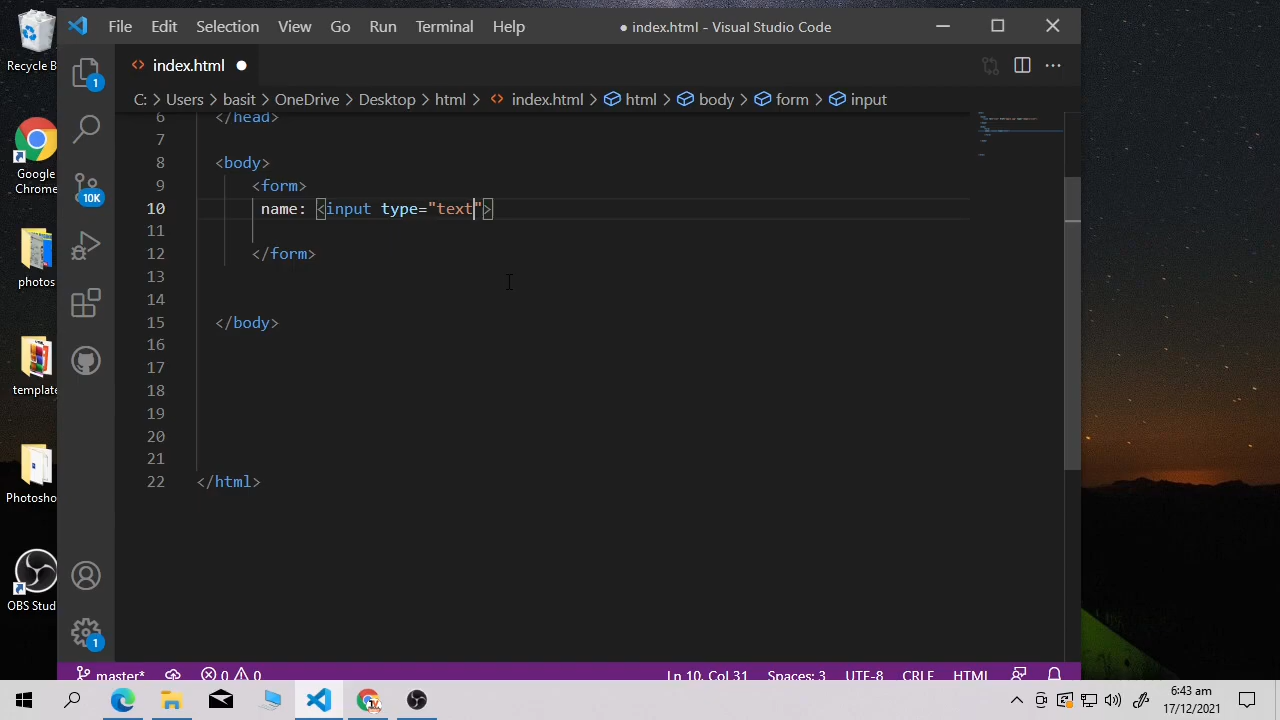 Recycle B
Google
Chrome
photos
template
Photosho
OBS Stud
File Edit Selection View Go Run Terminal Help
● index.html - Visual Studio Code
index.html
C: > Users > basit > OneDrive > Desktop > html > index.html > html > body > form > input
1
10K
1
6 </head>
7
8 <body>
9 <form>
10 name: <input type="text">
11
12 </form>
13
14
15 </body>
16
17
18
19
20
21
22 </html>
master* 0 0 Ln 10, Col 31 Spaces: 3 UTF-8 CRLF HTML
6:43 am
17/12/2021